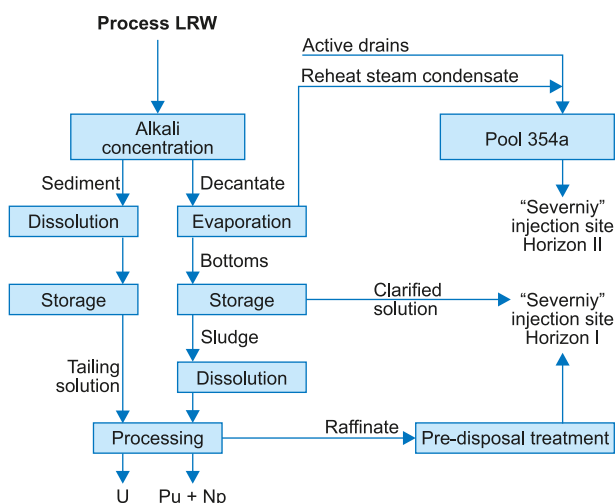 Process LRW
Active drains
Reheat steam condensate
Alkali
concentration
Pool 354a
Sediment
Decantate
Dissolution
Evaporation
“Severniy”
injection site
Horizon II
Bottoms
Storage
Storage
Clarified
solution
“Severniy”
injection site
Horizon I
Sludge
Tailing
solution
Dissolution
Processing
Raffinate
Pre-disposal treatment
U
Pu + Np